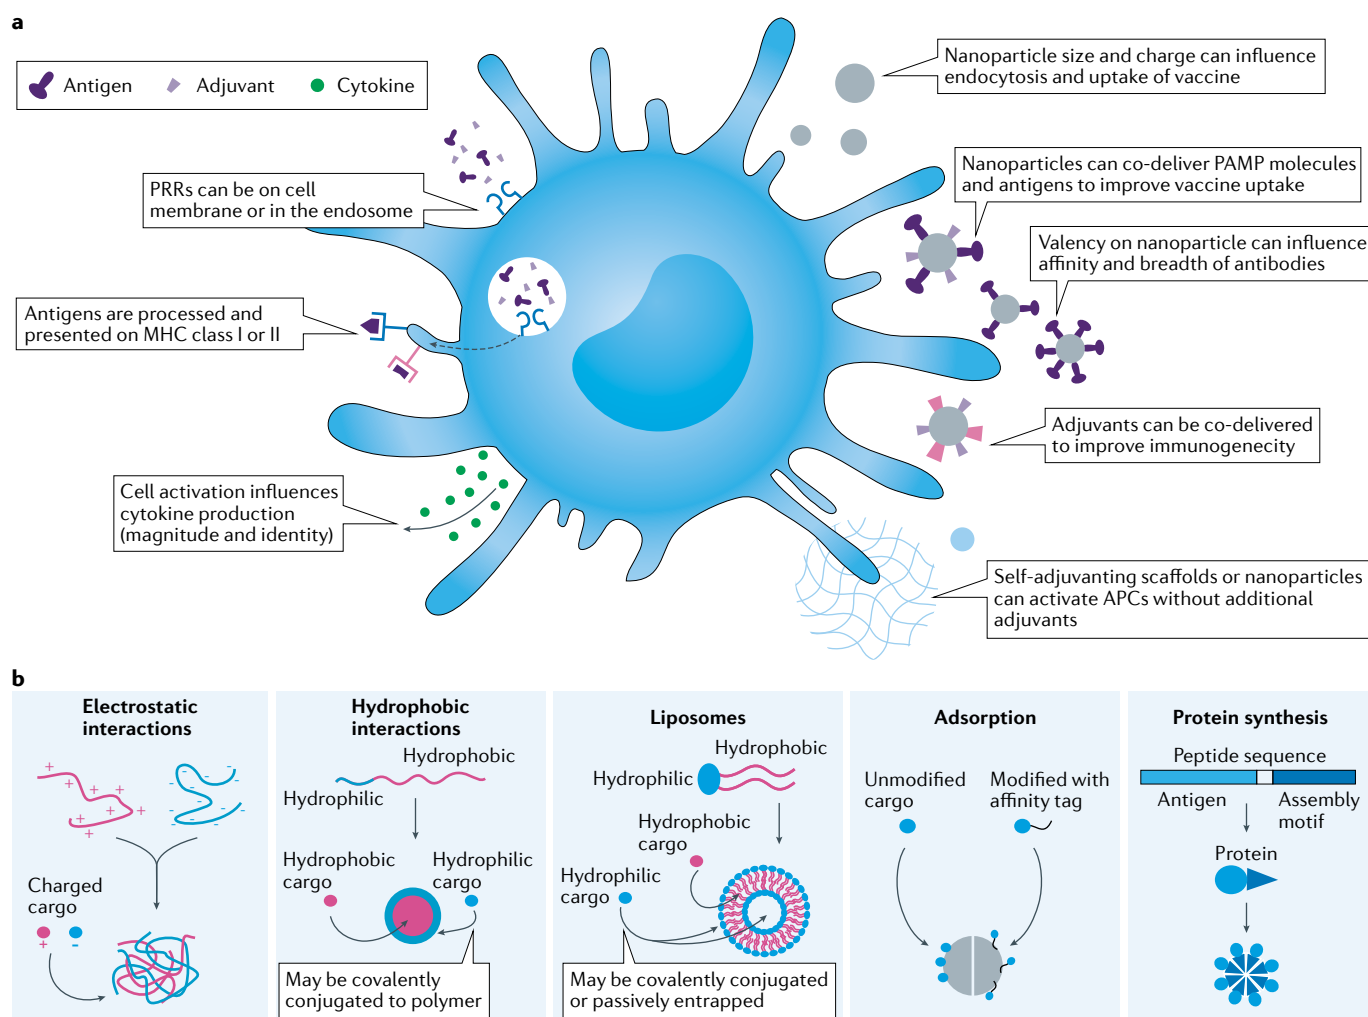 a
Antigen
Adjuvant
Cytokine
Nanoparticle size and charge can influence
endocytosis and uptake of vaccine
Nanoparticles can co-deliver PAMP molecules
and antigens to improve vaccine uptake
PRRs can be on cell
membrane or in the endosome
Valency on nanoparticle can influence
affinity and breadth of antibodies
Antigens are processed and
presented on MHC class I or II
Adjuvants can be co-delivered
to improve immunogenecity
Cell activation influences
cytokine production
(magnitude and identity)
Self-adjuvanting scaffolds or nanoparticles
can activate APCs without additional
adjuvants
b
Electrostatic
interactions
+ + + + + +
- - - - - - - - -
Charged
cargo
+ -
Hydrophobic
interactions
Hydrophobic
Hydrophilic
Hydrophobic
cargo
Hydrophilic
cargo
May be covalently
conjugated to polymer
Liposomes
Hydrophobic
Hydrophilic
Hydrophobic
cargo
Hydrophilic
cargo
May be covalently conjugated
or passively entrapped
Adsorption
Unmodified
cargo
Modified with
affinity tag
Protein synthesis
Peptide sequence
Antigen
Assembly
motif
Protein